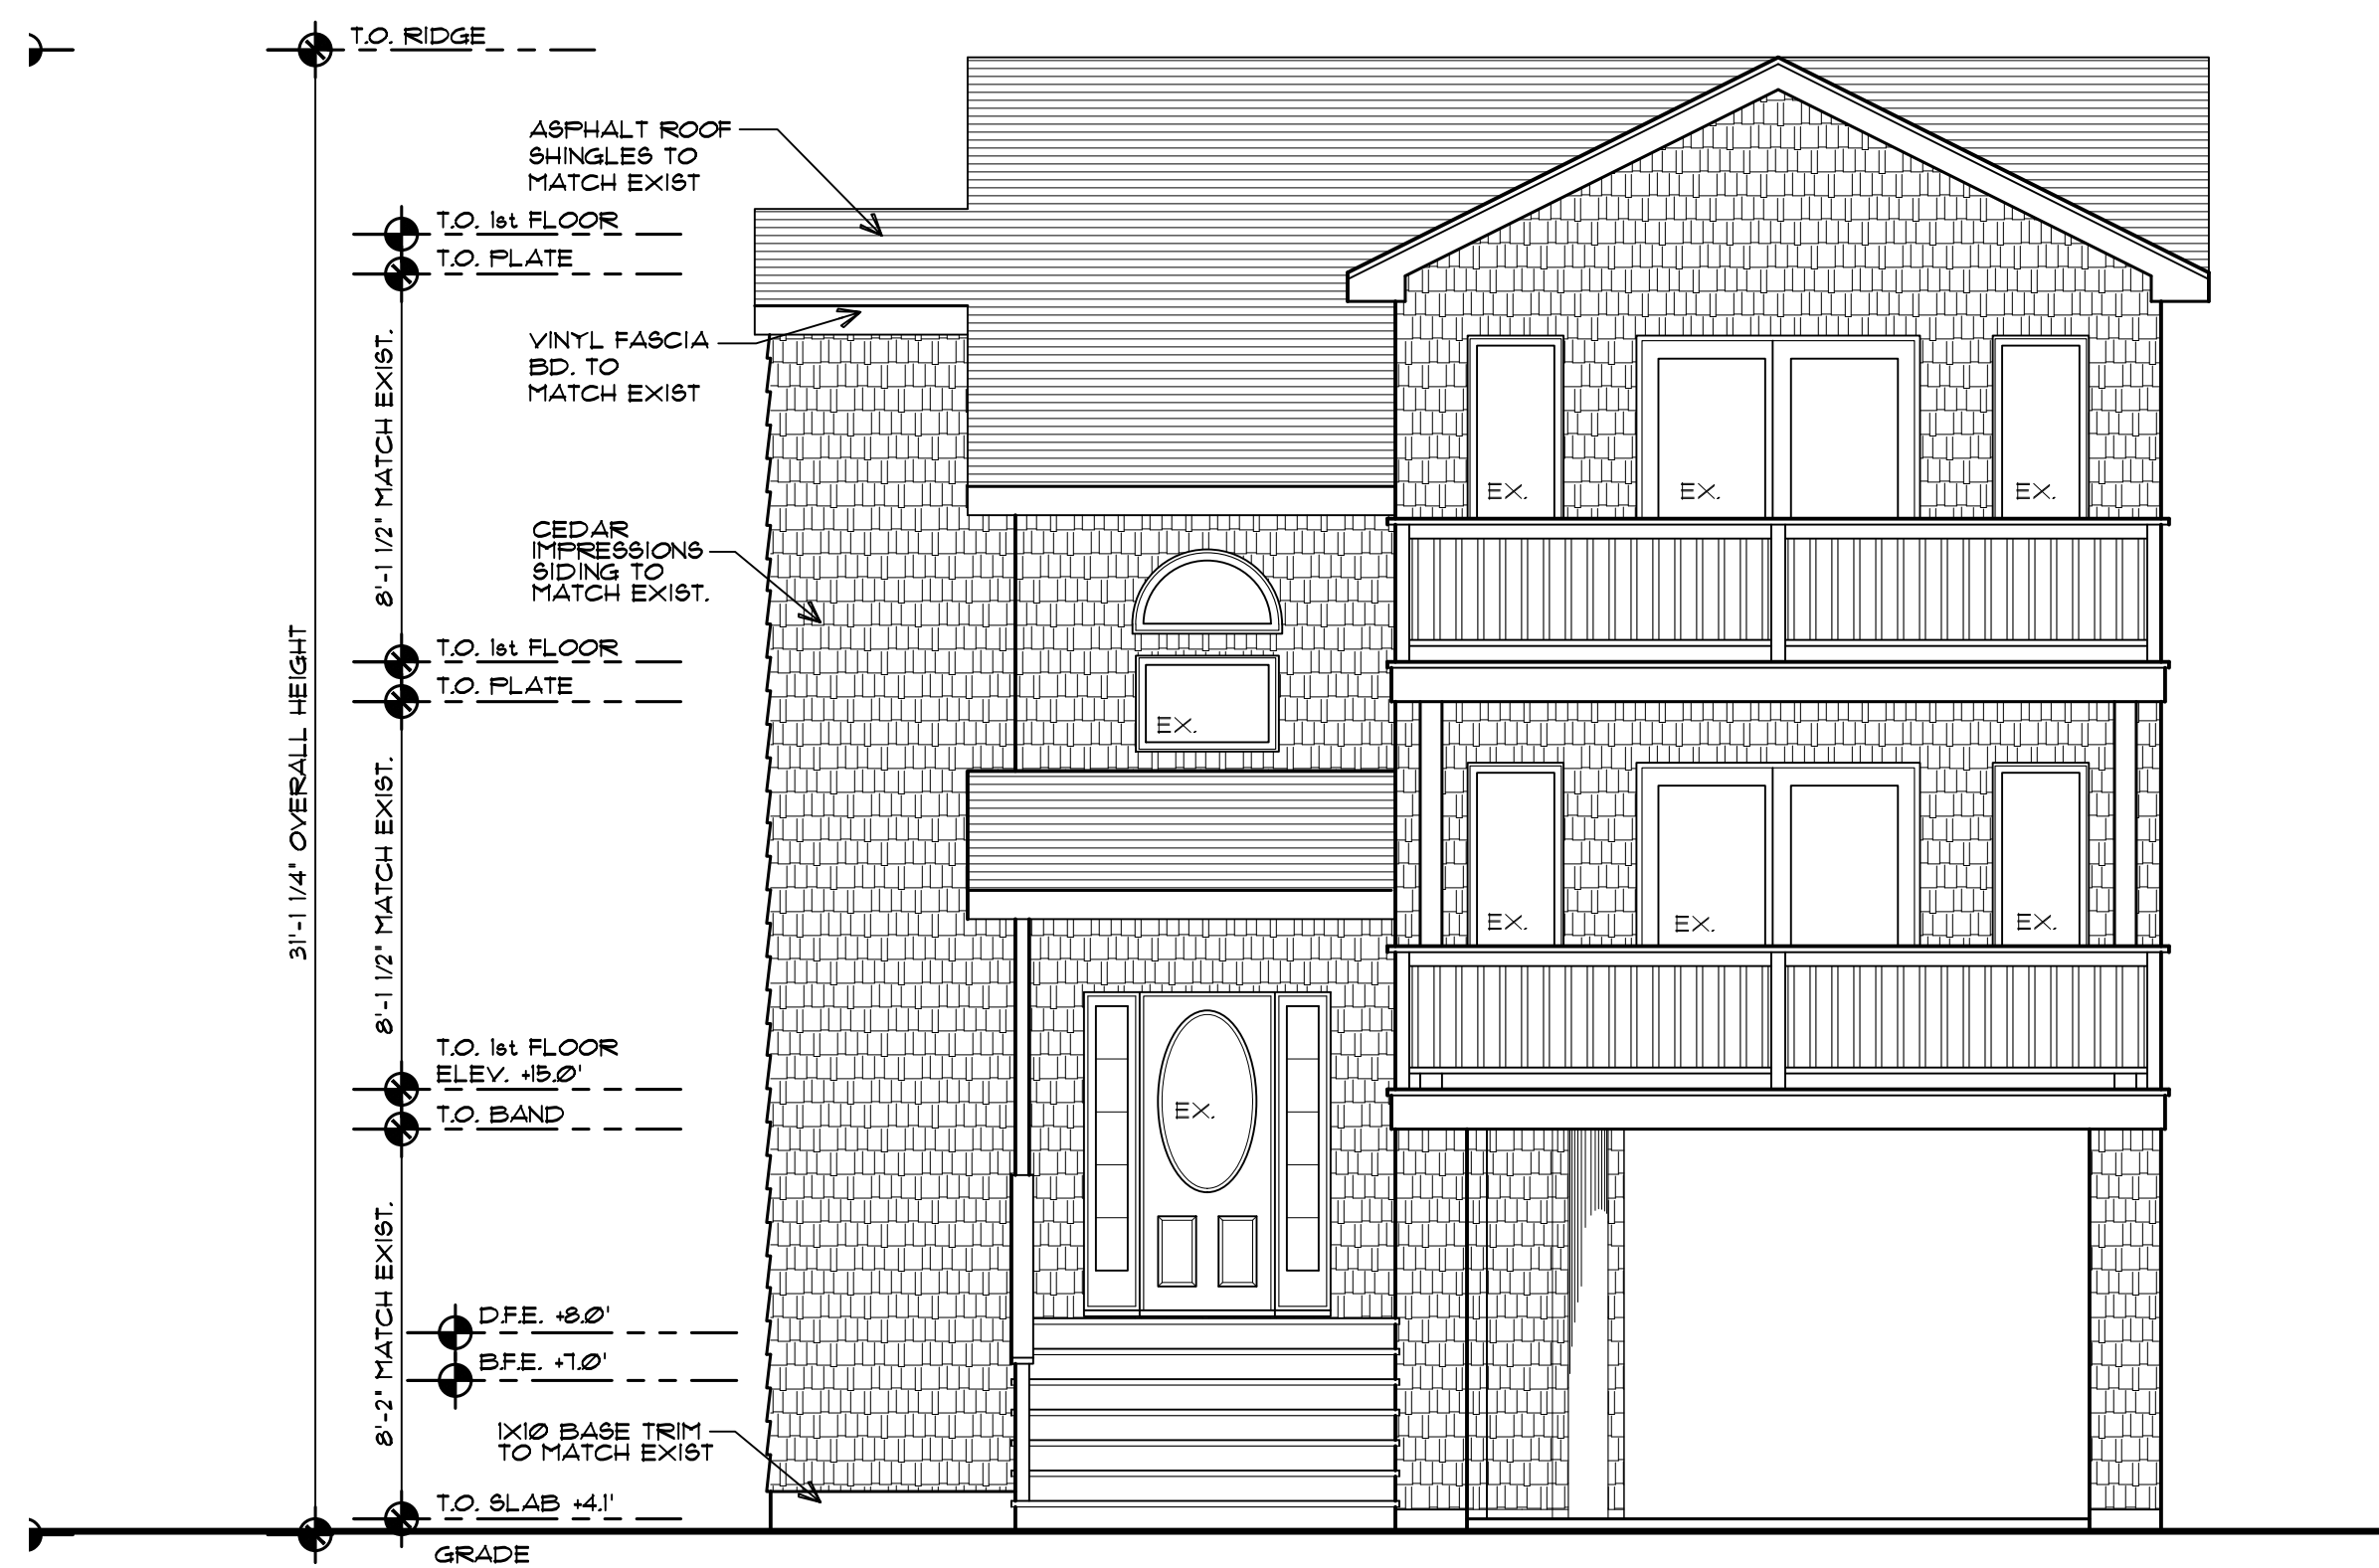 T.O. RIDGE
ASPHALT ROOF
SHINGLES TO
MATCH EXIST
T.O. 1st FLOOR
T.O. PLATE
VINYL FASCIA
BD. TO
MATCH EXIST
8'-1 1/2" MATCH EXIST.
EX.
EX.
EX.
CEDAR
IMPRESSIONS
SIDING TO
MATCH EXIST.
31'-1 1/4" OVERALL HEIGHT
T.O. 1st FLOOR
T.O. PLATE
EX.
8'-1 1/2" MATCH EXIST.
EX.
EX.
EX.
T.O. 1st FLOOR
ELEV. +15.0'
T.O. BAND
EX.
8'-2" MATCH EXIST.
D.F.E. +8.0'
B.F.E. +7.0'
1X10 BASE TRIM
TO MATCH EXIST
T.O. SLAB +4.1'
GRADE